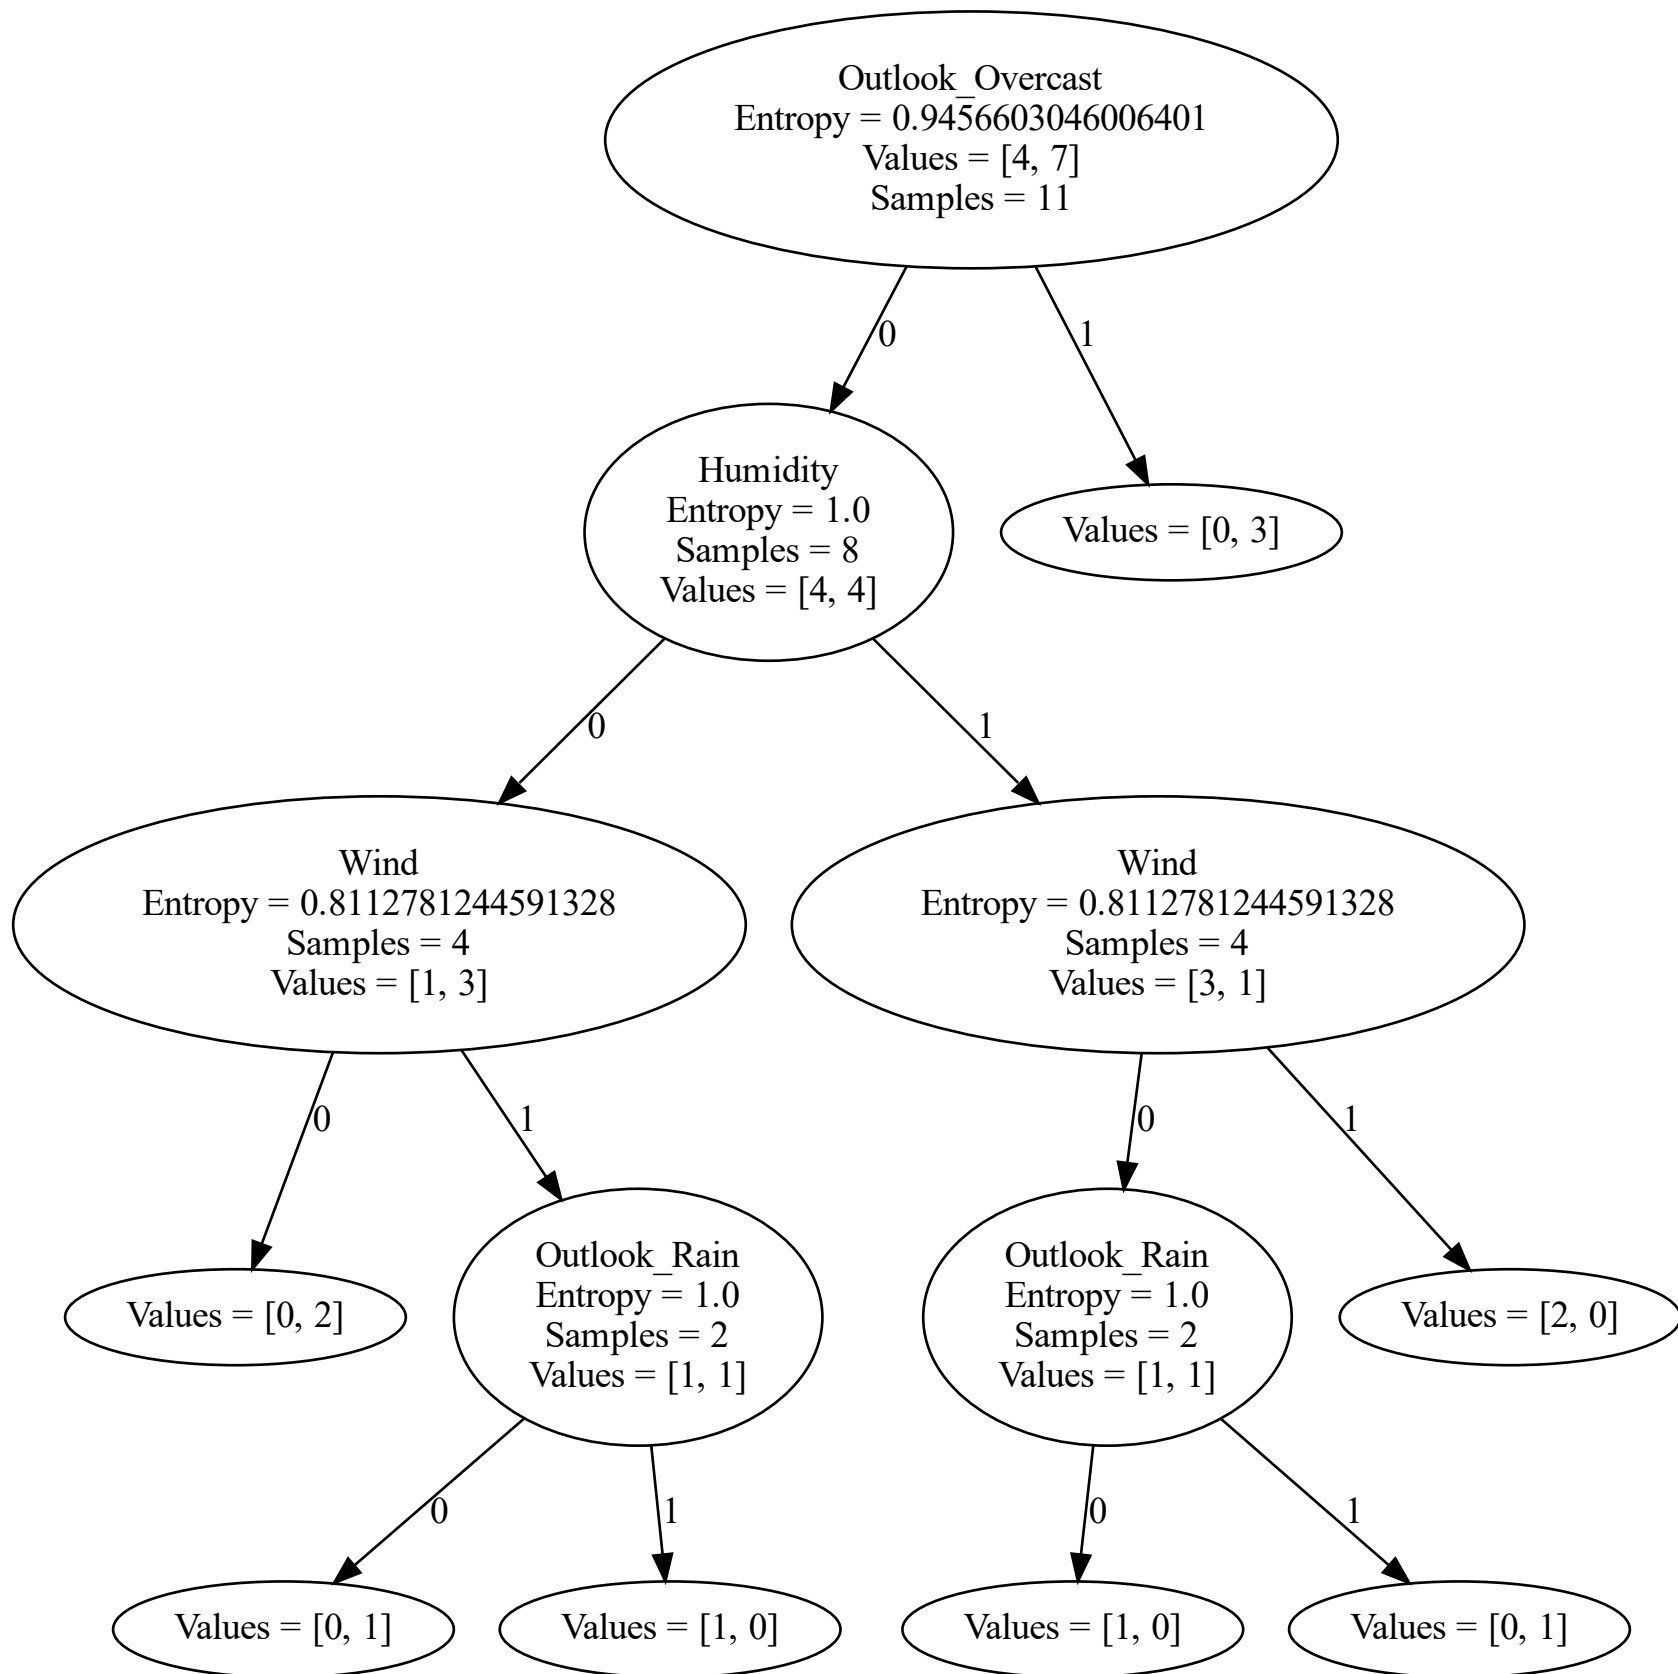 Outlook_Overcast
Entropy = 0.9456603046006401
Values = [4, 7]
Samples = 11
0
1
Humidity
Entropy = 1.0
Samples = 8
Values = [4, 4]
Values = [0, 3]
0
1
Wind
Entropy = 0.8112781244591328
Samples = 4
Values = [1, 3]
Wind
Entropy = 0.8112781244591328
Samples = 4
Values = [3, 1]
0
1
0
1
Values = [0, 2]
Outlook_Rain
Entropy = 1.0
Samples = 2
Values = [1, 1]
Outlook_Rain
Entropy = 1.0
Samples = 2
Values = [1, 1]
Values = [2, 0]
0
1
0
1
Values = [0, 1]
Values = [1, 0]
Values = [1, 0]
Values = [0, 1]